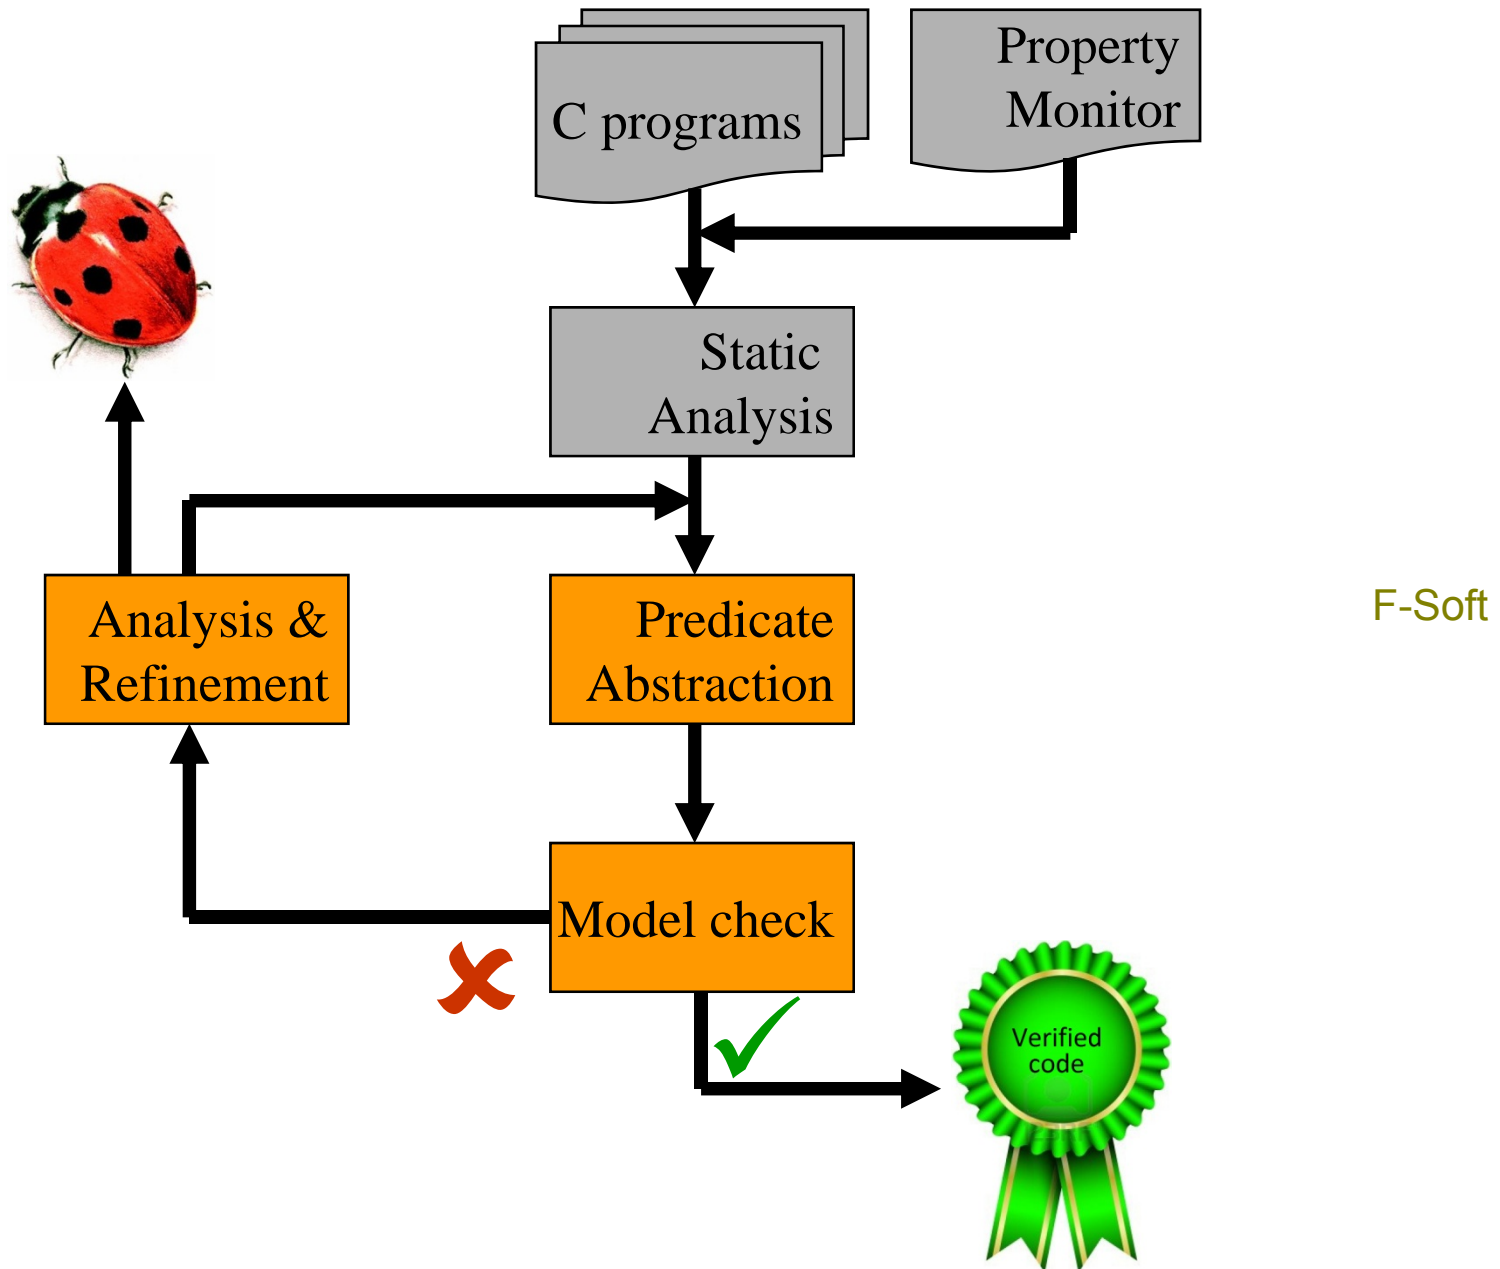 Property
Monitor
C programs
Static
Analysis
Analysis &
Refinement
Predicate
Abstraction
F-Soft
Model check
Verified
code